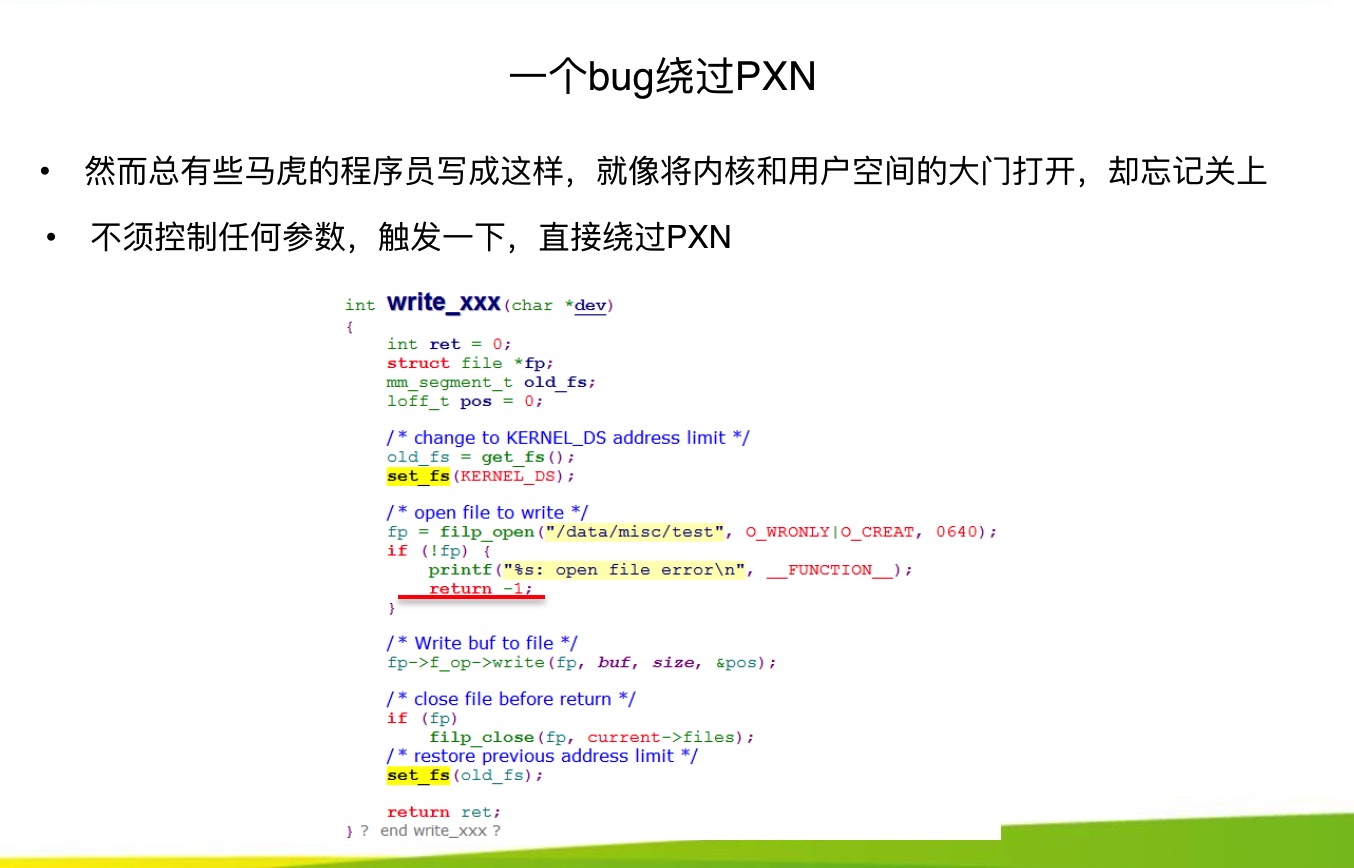 一个bug绕过PXN
• 然而总有些马虎的程序员写成这样，就像将内核和用户空间的大门打开，却忘记关上
• 不须控制任何参数，触发一下，直接绕过PXN
int write_xxx(char *dev)
{
    int ret = 0;
    struct file *fp;
    mm_segment_t old_fs;
    loff_t pos = 0;
    /* change to KERNEL_DS address limit */
    old_fs = get_fs();
    set_fs(KERNEL_DS);
    /* open file to write */
    fp = filp_open("/data/misc/test", O_WRONLY|O_CREAT, 0640);
    if (!fp) {
        printf("%s: open file error\n", __FUNCTION__);
        return -1;
    }
    /* Write buf to file */
    fp->f_op->write(fp, buf, size, &pos);
    /* close file before return */
    if (fp)
        filp_close(fp, current->files);
    /* restore previous address limit */
    set_fs(old_fs);
    return ret;
} ? end write_xxx ?